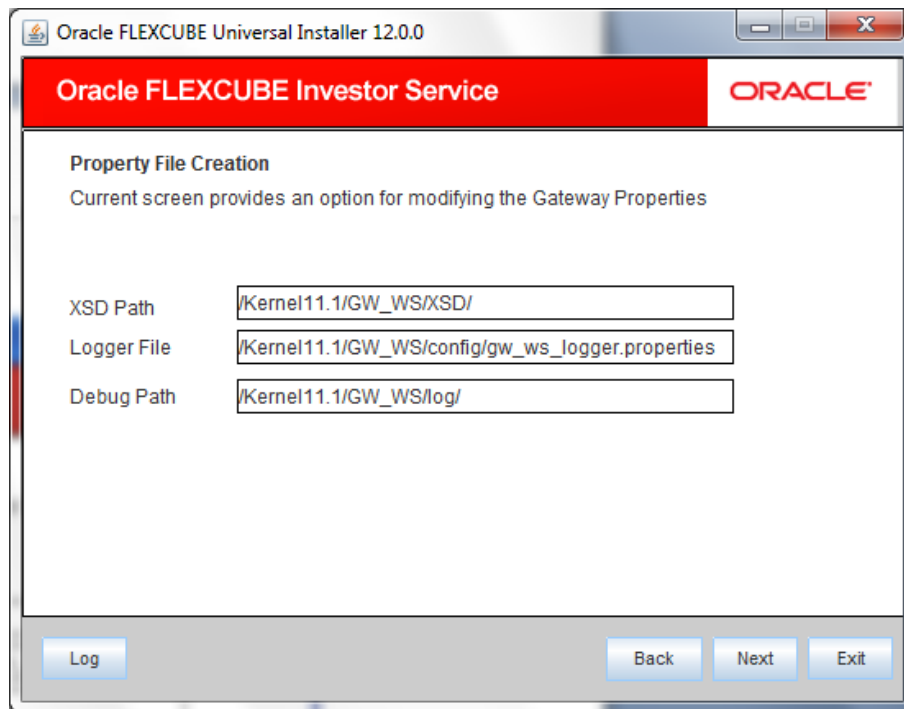 Oracle FLEXCUBE Universal Installer 12.0.0
Oracle FLEXCUBE Investor Service
ORACLE
Property File Creation
Current screen provides an option for modifying the Gateway Properties
XSD Path /Kernel11.1/GW_WS/XSD/
Logger File /Kernel11.1/GW_WS/config/gw_ws_logger.properties
Debug Path /Kernel11.1/GW_WS/log/
Log Back Next Exit